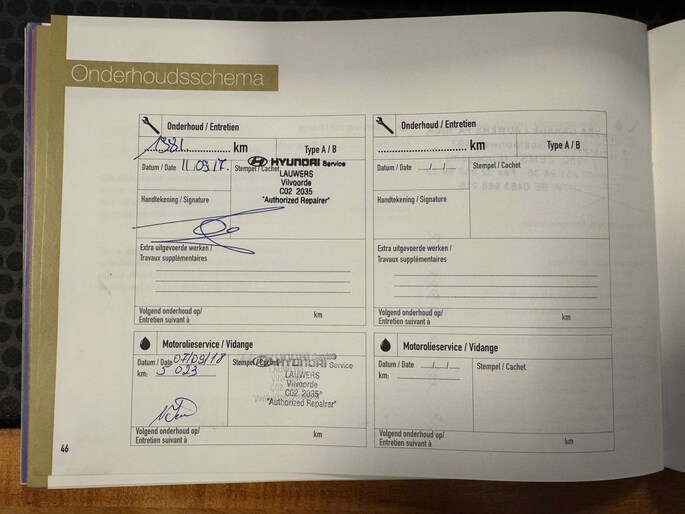 Onderhoudsschema
Onderhoud / Entretien
1381 km Type A / B
Datum / Date 11 09 17. Stempel / Cachet
HYUNDAI Service
LAUWERS
Vilvoorde
C02 2035
"Authorized Repairer"
Handtekening / Signature
Extra uitgevoerde werken /
Travaux supplémentaires
Volgend onderhoud op/
Entretien suivant à km
Onderhoud / Entretien
km Type A / B
Datum / Date / / Stempel / Cachet
Handtekening / Signature
Extra uitgevoerde werken /
Travaux supplémentaires
Volgend onderhoud op/
Entretien suivant à km
Motorolieservice / Vidange
Datum / Date 07/09/18 Stempel / Cachet
km: 5 023
HYUNDAI Service
LAUWERS
Vilvoorde
C02 2035
"Authorized Repairer"
Volgend onderhoud op/
Entretien suivant à km
Motorolieservice / Vidange
Datum / Date / / Stempel / Cachet
km:
Volgend onderhoud op/
Entretien suivant à km
46